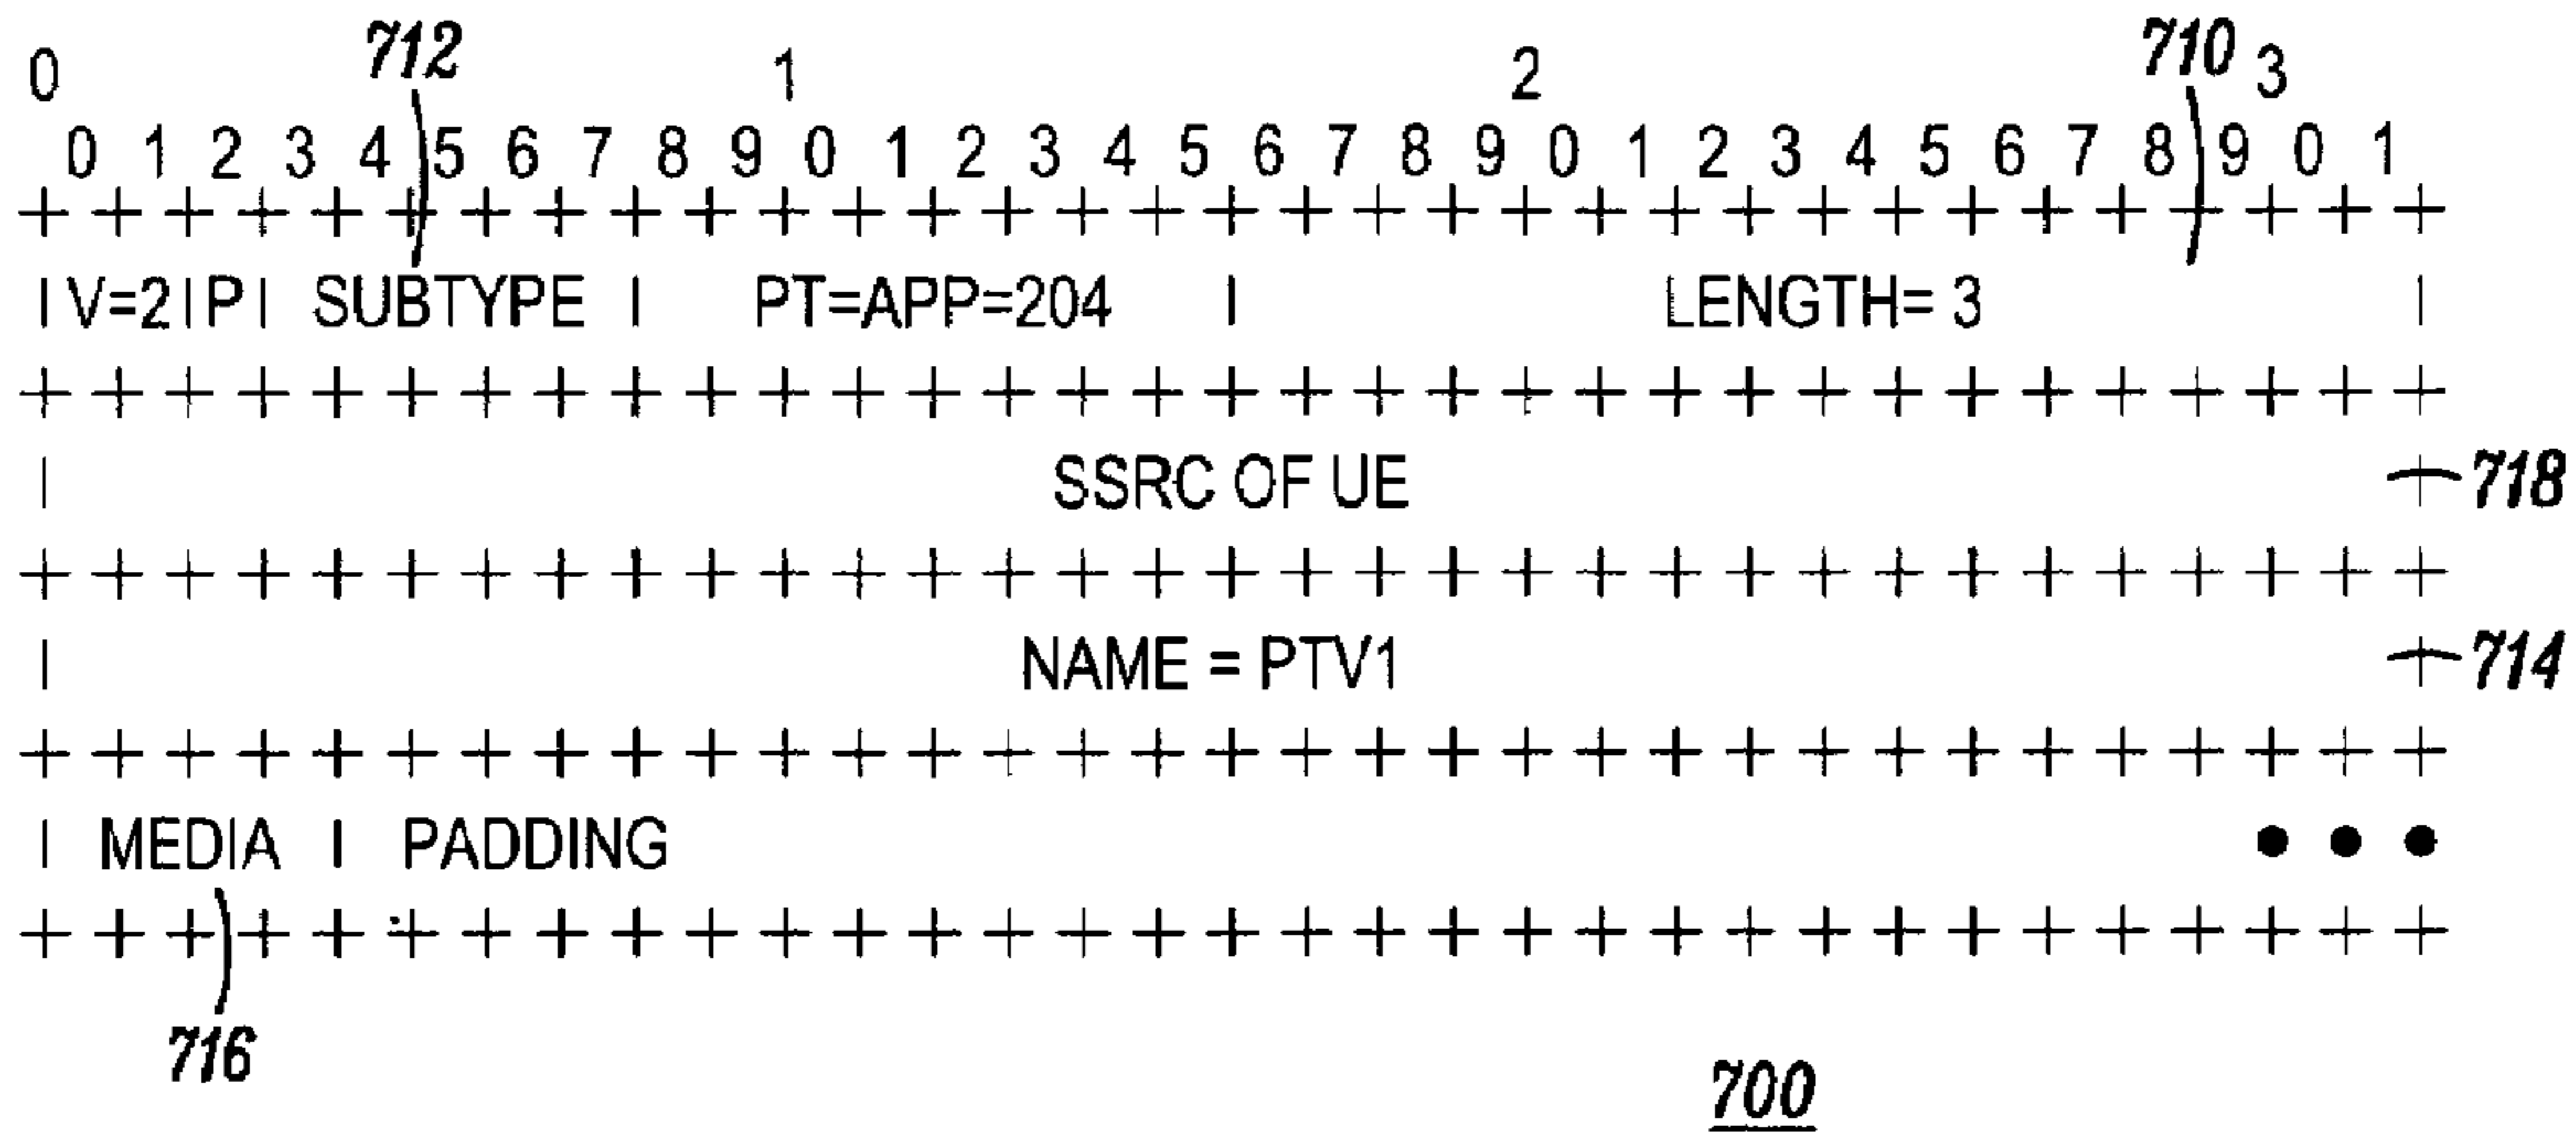 712 710
0 1 2 3
0 1 2 3 4 5 6 7 8 9 0 1 2 3 4 5 6 7 8 9 0 1 2 3 4 5 6 7 8 9 0 1
+ + + + + + + + + + + + + + + + + + + + + + + + + + + + + + + + +
| V=2 | P | SUBTYPE | PT=APP=204 | LENGTH= 3 |
+ + + + + + + + + + + + + + + + + + + + + + + + + + + + + + + + +
| SSRC OF UE | 718
+ + + + + + + + + + + + + + + + + + + + + + + + + + + + + + + + +
| NAME = PTV1 | 714
+ + + + + + + + + + + + + + + + + + + + + + + + + + + + + + + + +
| MEDIA | PADDING • • •
+ + + + + + + + + + + + + + + + + + + + + + + + + + + + + + + + +
716
700